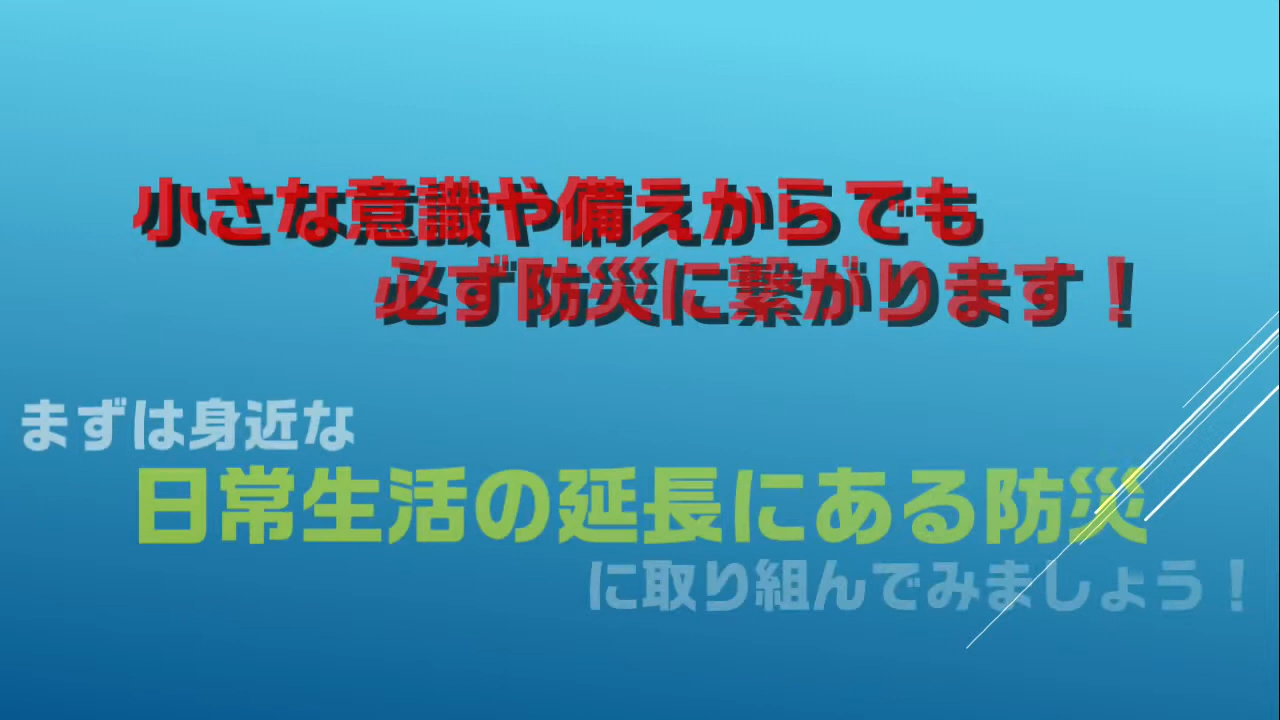 小さな意識や備えからでも
必ず防災に繋がります！
まずは身近な
日常生活の延長にある防災
に取り組んでみましょう！